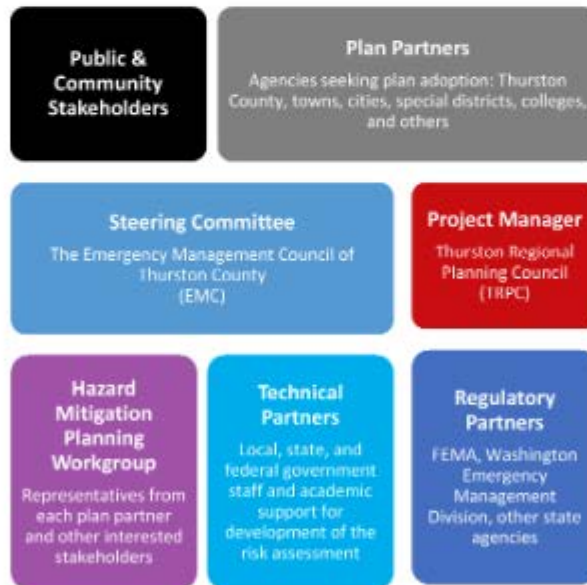 Public &
Community
Stakeholders
Plan Partners
Agencies seeking plan adoption: Thurston
County, towns, cities, special districts, colleges,
and others
Steering Committee
The Emergency Management Council of
Thurston County
(EMC)
Project Manager
Thurston Regional
Planning Council
(TRPC)
Hazard
Mitigation
Planning
Workgroup
Representatives from
each plan partner
and other interested
stakeholders
Technical
Partners
Local, state, and
federal government
staff and academic
support for
development of the
risk assessment
Regulatory
Partners
FEMA, Washington
Emergency
Management
Division, other state
agencies